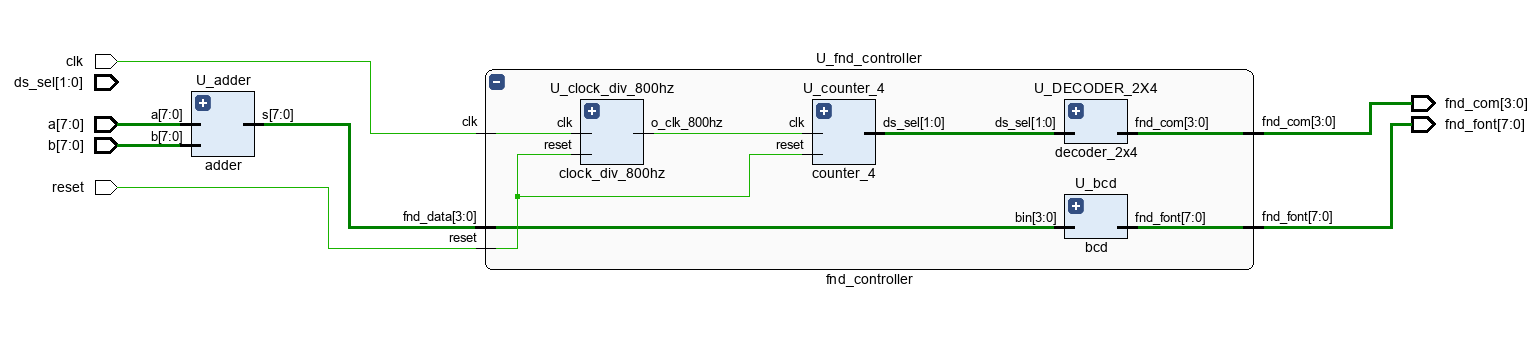 clk
ds_sel[1:0]
a[7:0]
b[7:0]
reset
U_adder
a[7:0]
b[7:0]
s[7:0]
adder
U_fnd_controller
clk
fnd_data[3:0]
reset
U_clock_div_800hz
clk
reset
o_clk_800hz
clock_div_800hz
U_counter_4
clk
reset
ds_sel[1:0]
counter_4
U_DECODER_2X4
ds_sel[1:0]
fnd_com[3:0]
decoder_2x4
U_bcd
bin[3:0]
fnd_font[7:0]
bcd
fnd_com[3:0]
fnd_font[7:0]
fnd_controller
fnd_com[3:0]
fnd_font[7:0]